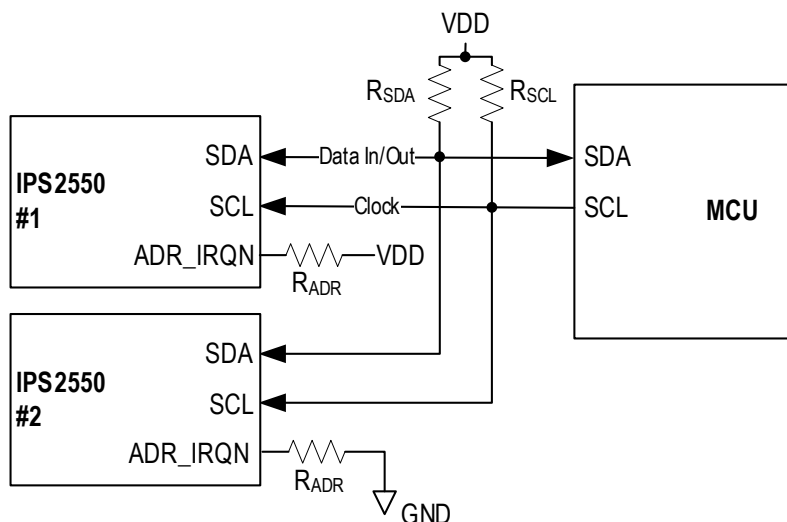 VDD
RSDA
RSCL
SDA
Data In/Out
SDA
IPS2550
#1
SCL
Clock
SCL
MCU
ADR_IRQN
VDD
RADR
SDA
IPS2550
#2
SCL
ADR_IRQN
RADR
GND